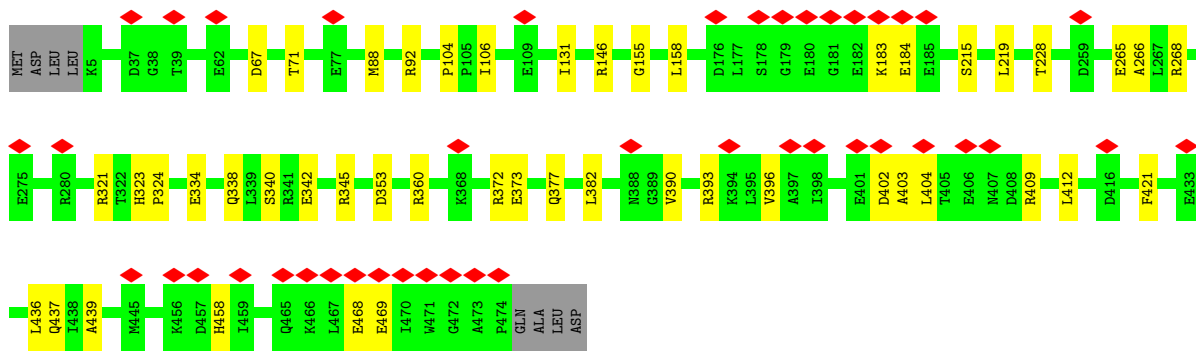 MET ASP LEU LEU K5 D37 G38 T39 E62 D67 T71 E77 M88 R92 P104 P105 I106 E109 I131 R146 G155 L158 D176 L177 S178 G179 E180 G181 E182 K183 E184 E185 S215 L219 T228 D259 E265 A266 L267 R268
E275 R280 R321 T322 H323 P324 E334 Q338 L339 S340 R341 E342 R345 D353 R360 K368 R372 E373 Q377 L382 N388 G389 V390 R393 K394 L395 V396 A397 I398 E401 D402 A403 L404 T405 E406 N407 D408 R409 L412 D416 F421 E433
L436 Q437 I438 A439 M445 K456 D457 H458 I459 Q465 K466 L467 E468 E469 I470 W471 G472 A473 P474 GLN ALA LEU ASP